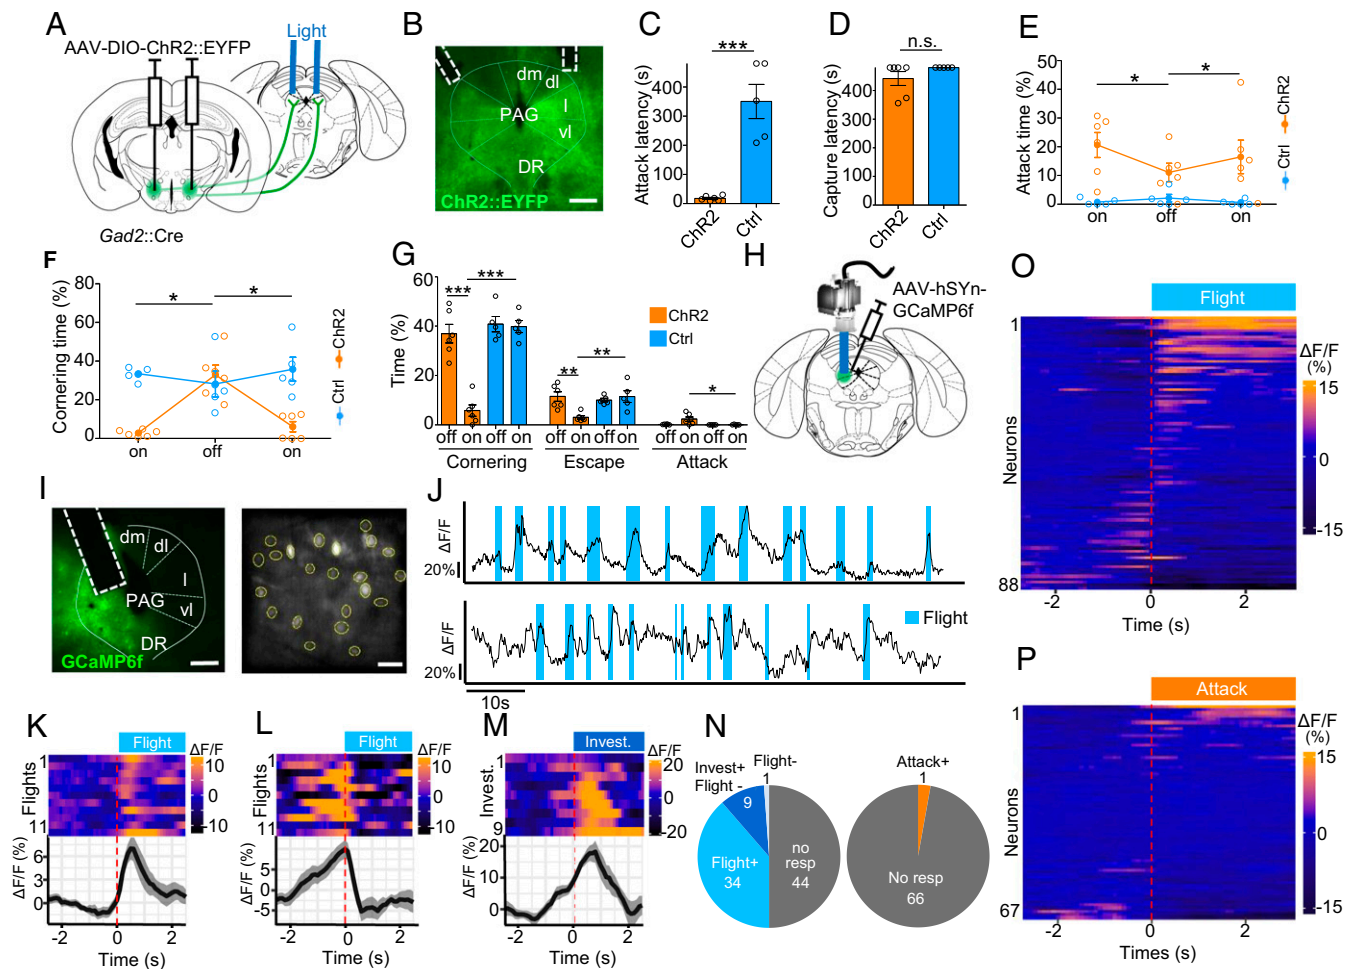 A
AAV-DIO-ChR2::EYFP
Light
Gad2::Cre
B
dm
dl
l
PAG
vl
DR
ChR2::EYFP
C
***
Attack latency (s)
400
300
200
100
0
ChR2
Ctrl
D
n.s.
Capture latency (s)
400
300
200
100
0
ChR2
Ctrl
E
Attack time (%)
50
40
30
20
10
0
*
*
on
off
on
ChR2
Ctrl
F
Cornering time (%)
80
60
40
20
0
*
*
on
off
on
ChR2
Ctrl
G
Time (%)
60
40
20
0
***
***
**
**
*
ChR2
Ctrl
off on off on
off on off on
off on off on
Cornering
Escape
Attack
H
AAV-hSYn-
GCaMP6f
I
dm
dl
l
PAG
vl
DR
GCaMP6f
J
ΔF/F
20%
ΔF/F
20%
Flight
10s
K
Flight
ΔF/F
10
0
-10
Flights
1
11
ΔF/F (%)
6
3
0
-2 0 2
Time (s)
L
Flight
ΔF/F
10
0
-10
Flights
1
11
ΔF/F (%)
5
0
-5
-2 0 2
Time (s)
M
Invest.
ΔF/F
20
10
0
-20
Invest.
1
9
ΔF/F (%)
20
10
0
-2 0 2
Time (s)
N
Invest+
Flight -
9
Flight-
1
Flight+
34
no
resp
44
Attack+
1
No resp
66
O
Flight
Neurons
1
88
ΔF/F
(%)
15
0
-15
-2 0 2
Time (s)
P
Attack
Neurons
1
67
ΔF/F
(%)
15
0
-15
-2 0 2
Times (s)